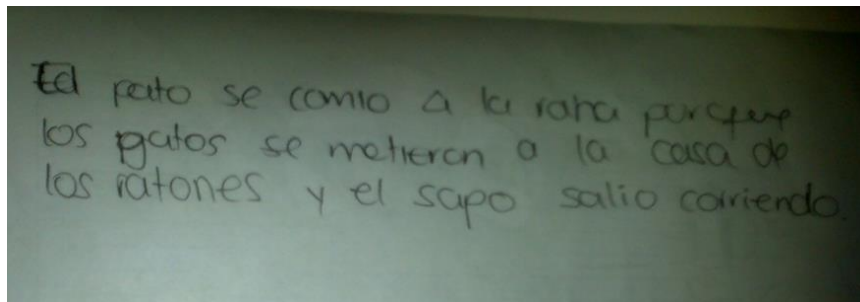 El pato se comio a la rana porque
los gatos se metieron a la casa de
los ratones y el sapo salio corriendo.